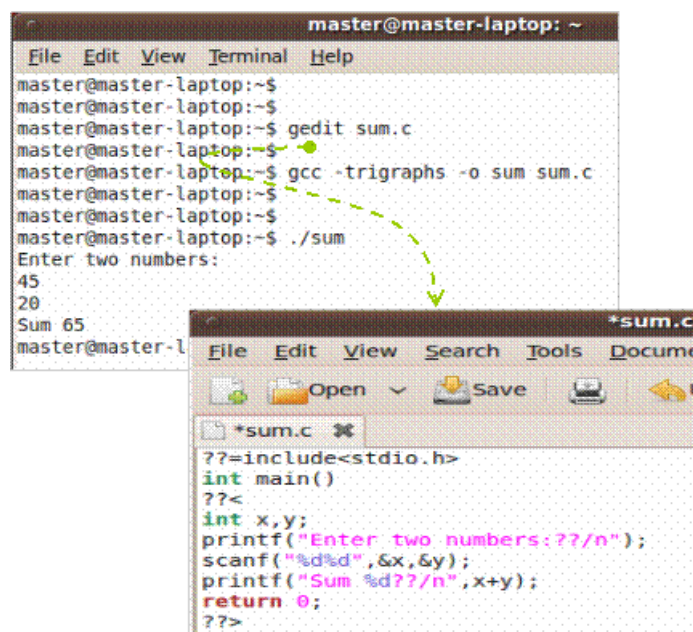 master@master-laptop: ~
File Edit View Terminal Help
master@master-laptop:~$
master@master-laptop:~$
master@master-laptop:~$ gedit sum.c
master@master-laptop:~$
master@master-laptop:~$ gcc -trigraphs -o sum sum.c
master@master-laptop:~$
master@master-laptop:~$
master@master-laptop:~$ ./sum
Enter two numbers:
45
20
Sum 65
master@master-l
*sum.c
File Edit View Search Tools Docume
Open Save
*sum.c
??=include<stdio.h>
int main()
??<
int x,y;
printf("Enter two numbers:??/n");
scanf("%d%d",&x,&y);
printf("Sum %d??/n",x+y);
return 0;
??>